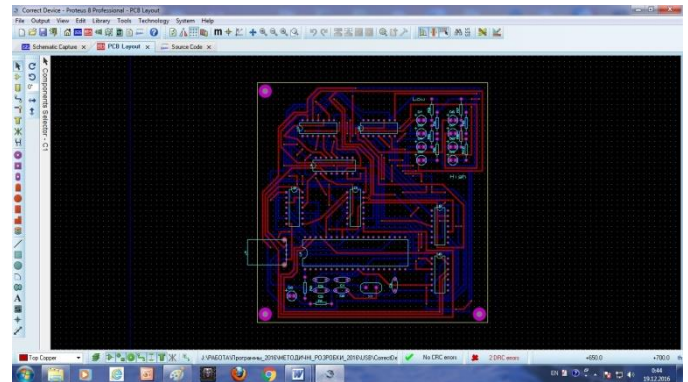 Correct Device - Proteus 8 Professional - PCB Layout
File Output View Edit Library Tools Technology System Help
Schematic Capture x PCB Layout x Source Code x
Components Selector - C1
Low
High
Top Copper
No CRC errors
2 DRC errors
+650.0
+700.0
EN
0:44
19.12.2016